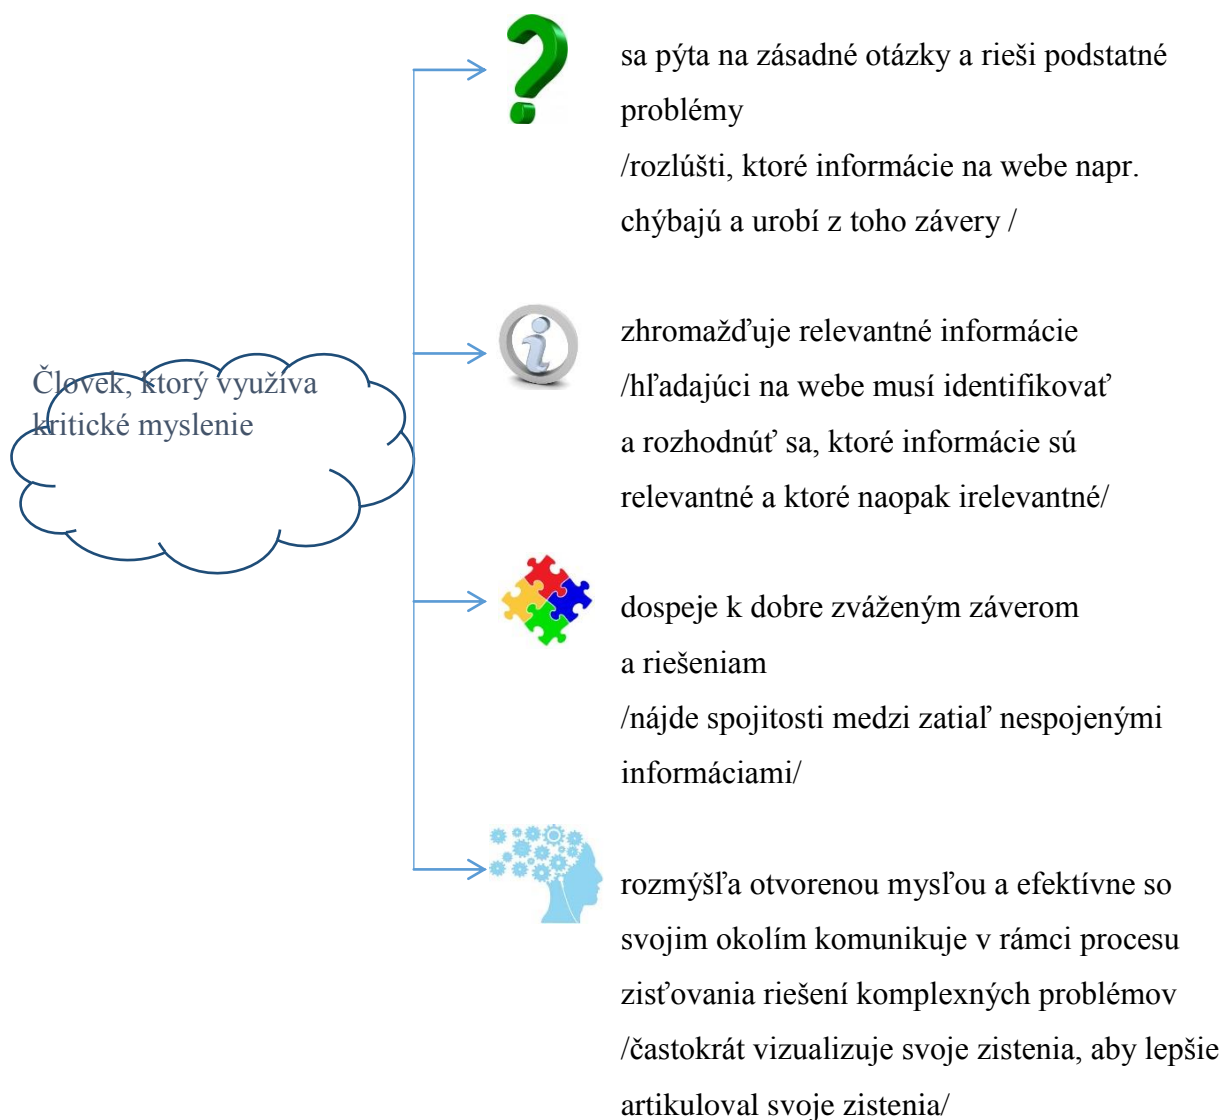 Človek, ktorý využíva
kritické myslenie
sa pýta na zásadné otázky a rieši podstatné
problémy
/rozlúšti, ktoré informácie na webe napr.
chýbajú a urobí z toho závery /
zhromažďuje relevantné informácie
/hľadajúci na webe musí identifikovať
a rozhodnúť sa, ktoré informácie sú
relevantné a ktoré naopak irelevantné/
dospeje k dobre zváženým záverom
a riešeniam
/nájde spojitosti medzi zatiaľ nespojenými
informáciami/
rozmýšľa otvorenou mysľou a efektívne so
svojim okolím komunikuje v rámci procesu
zisťovania riešení komplexných problémov
/častokrát vizualizuje svoje zistenia, aby lepšie
artikuloval svoje zistenia/